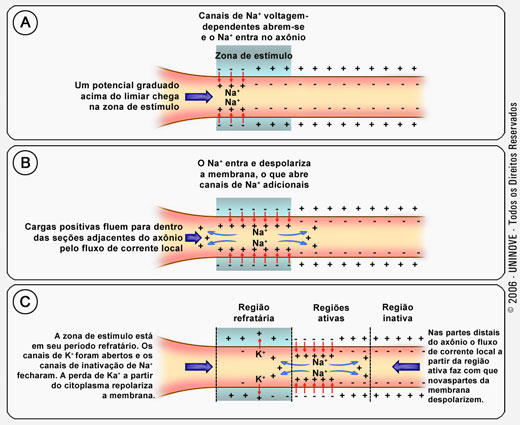 A
Canais de Na⁺ voltagem-
dependentes abrem-se
e o Na⁺ entra no axônio
Zona de estímulo
Um potencial graduado
acima do limiar chega
na zona de estímulo
Na⁺
Na⁺
B
O Na⁺ entra e despolariza
a membrana, o que abre
canais de Na⁺ adicionais
Cargas positivas fluem para dentro
das seções adjacentes do axônio
pelo fluxo de corrente local
Na⁺
Na⁺
C
Região
refratária
Regiões
ativas
Região
inativa
A zona de estimulo está
em seu período refratário. Os
canais de K⁺ foram abertos e os
canais de inativação de Na⁺
fecharam. A perda de Ka⁺ a partir
do citoplasma repolariza
a membrana.
K⁺
K⁺
Na⁺
Na⁺
Nas partes distais
do axônio o fluxo
de corrente local a
partir da região
ativa faz com que
novaspartes da
membrana
despolarizem.
© 2006 - UNINOVE - Todos os Direitos Reservados